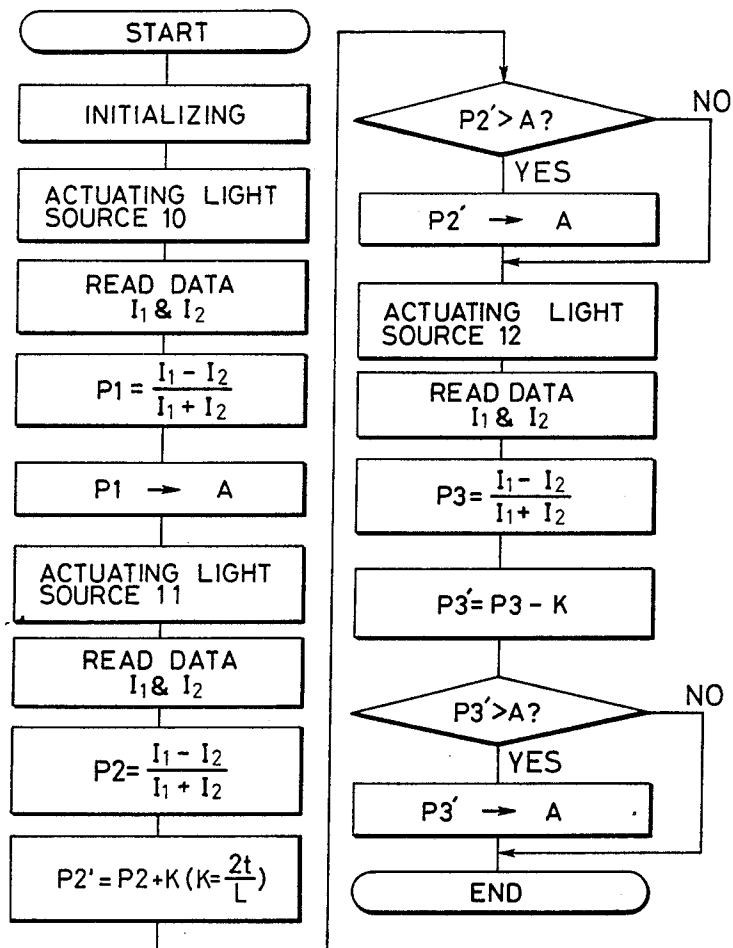 START
INITIALIZING
ACTUATING LIGHT
SOURCE 10
READ DATA
I₁ & I₂
P1 = (I₁ - I₂) / (I₁ + I₂)
P1 → A
ACTUATING LIGHT
SOURCE 11
READ DATA
I₁ & I₂
P2 = (I₁ - I₂) / (I₁ + I₂)
P2' = P2 + K (K = 2t/L)
P2' > A?
NO
YES
P2' → A
ACTUATING LIGHT
SOURCE 12
READ DATA
I₁ & I₂
P3 = (I₁ - I₂) / (I₁ + I₂)
P3' = P3 - K
P3' > A?
NO
YES
P3' → A
END